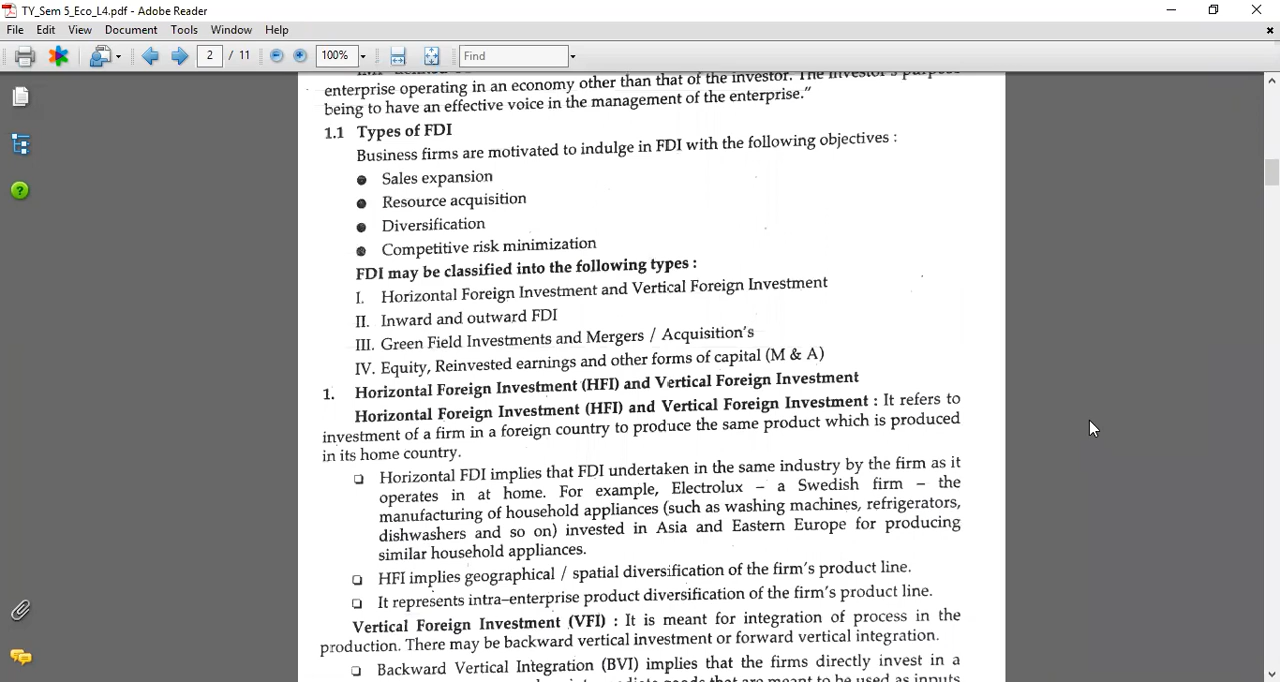 TY_Sem 5_Eco_L4.pdf - Adobe Reader
File Edit View Document Tools Window Help
2 / 11 100% Find
enterprise operating in an economy other than that of the investor. The investor's purpose
being to have an effective voice in the management of the enterprise."
1.1 Types of FDI
Business firms are motivated to indulge in FDI with the following objectives :
● Sales expansion
● Resource acquisition
● Diversification
● Competitive risk minimization
FDI may be classified into the following types :
I. Horizontal Foreign Investment and Vertical Foreign Investment
II. Inward and outward FDI
III. Green Field Investments and Mergers / Acquisition's
IV. Equity, Reinvested earnings and other forms of capital (M & A)
1. Horizontal Foreign Investment (HFI) and Vertical Foreign Investment
Horizontal Foreign Investment (HFI) and Vertical Foreign Investment : It refers to
investment of a firm in a foreign country to produce the same product which is produced
in its home country.
❏ Horizontal FDI implies that FDI undertaken in the same industry by the firm as it
operates in at home. For example, Electrolux – a Swedish firm – the
manufacturing of household appliances (such as washing machines, refrigerators,
dishwashers and so on) invested in Asia and Eastern Europe for producing
similar household appliances.
❏ HFI implies geographical / spatial diversification of the firm's product line.
❏ It represents intra–enterprise product diversification of the firm's product line.
Vertical Foreign Investment (VFI) : It is meant for integration of process in the
production. There may be backward vertical investment or forward vertical integration.
❏ Backward Vertical Integration (BVI) implies that the firms directly invest in a
goods that are meant to be used as inputs